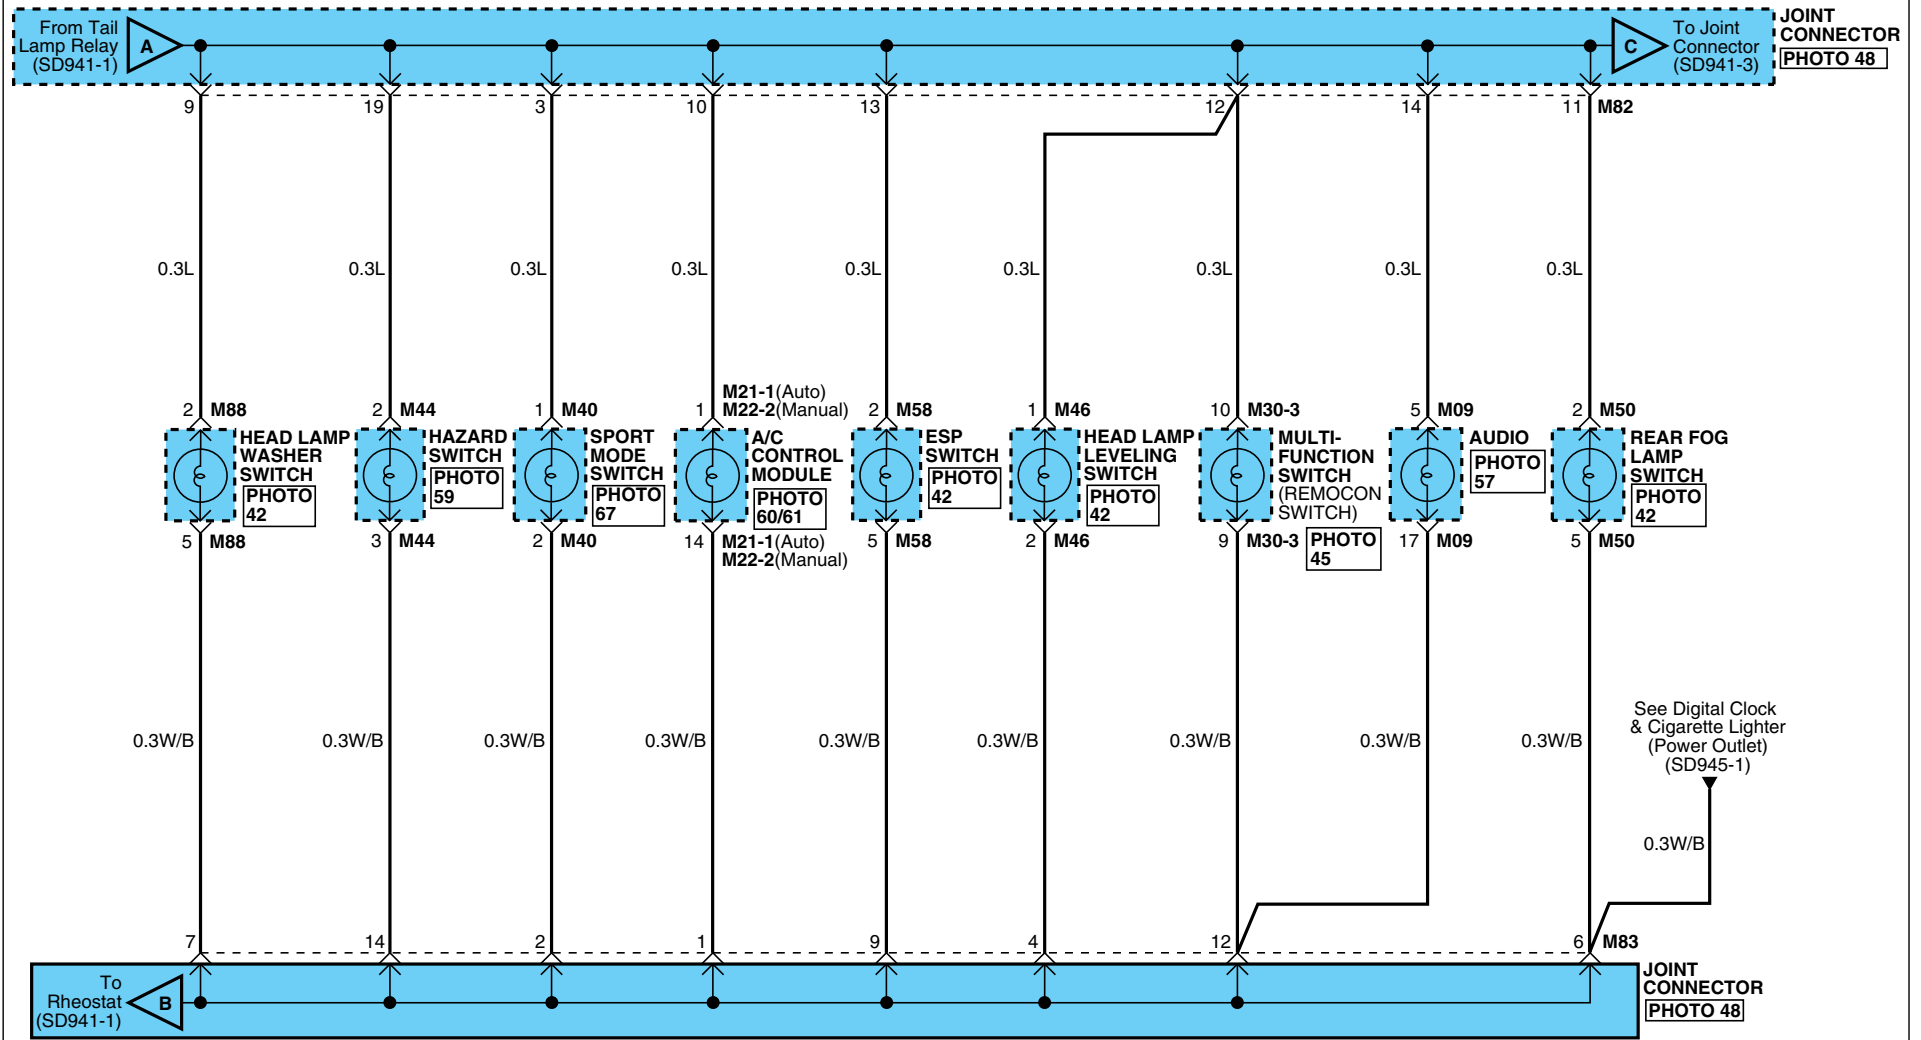 From Tail
Lamp Relay
(SD941-1)
A
C
To Joint
Connector
(SD941-3)
JOINT
CONNECTOR
PHOTO 48
9 19 3 10 13 12 14 11 M82
0.3L 0.3L 0.3L 0.3L 0.3L 0.3L 0.3L 0.3L 0.3L
2 M88
HEAD LAMP
WASHER
SWITCH
PHOTO
42
5 M88
2 M44
HAZARD
SWITCH
PHOTO
59
3 M44
1 M40
SPORT
MODE
SWITCH
PHOTO
67
2 M40
M21-1(Auto)
1 M22-2(Manual)
A/C
CONTROL
MODULE
PHOTO
60/61
14 M21-1(Auto)
M22-2(Manual)
2 M58
ESP
SWITCH
PHOTO
42
5 M58
1 M46
HEAD LAMP
LEVELING
SWITCH
PHOTO
42
2 M46
10 M30-3
MULTI-
FUNCTION
SWITCH
(REMOCON
SWITCH)
9 M30-3
PHOTO
45
5 M09
AUDIO
PHOTO
57
17 M09
2 M50
REAR FOG
LAMP
SWITCH
PHOTO
42
5 M50
0.3W/B 0.3W/B 0.3W/B 0.3W/B 0.3W/B 0.3W/B 0.3W/B 0.3W/B 0.3W/B
See Digital Clock
& Cigarette Lighter
(Power Outlet)
(SD945-1)
0.3W/B
7 14 2 1 9 4 12 6 M83
To
Rheostat
(SD941-1)
B
JOINT
CONNECTOR
PHOTO 48